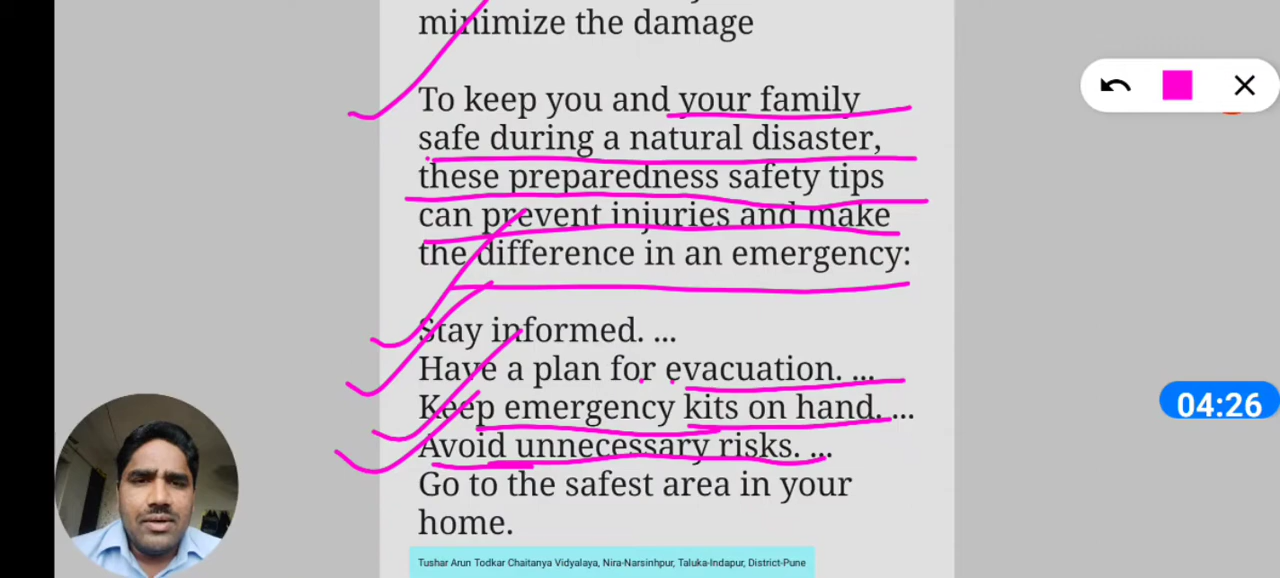 minimize the damage
To keep you and your family
safe during a natural disaster,
these preparedness safety tips
can prevent injuries and make
the difference in an emergency:
Stay informed. ...
Have a plan for evacuation. ...
Keep emergency kits on hand. ...
Avoid unnecessary risks. ...
Go to the safest area in your
home.
Tushar Arun Todkar Chaitanya Vidyalaya, Nira-Narsinhpur, Taluka-Indapur, District-Pune
04:26